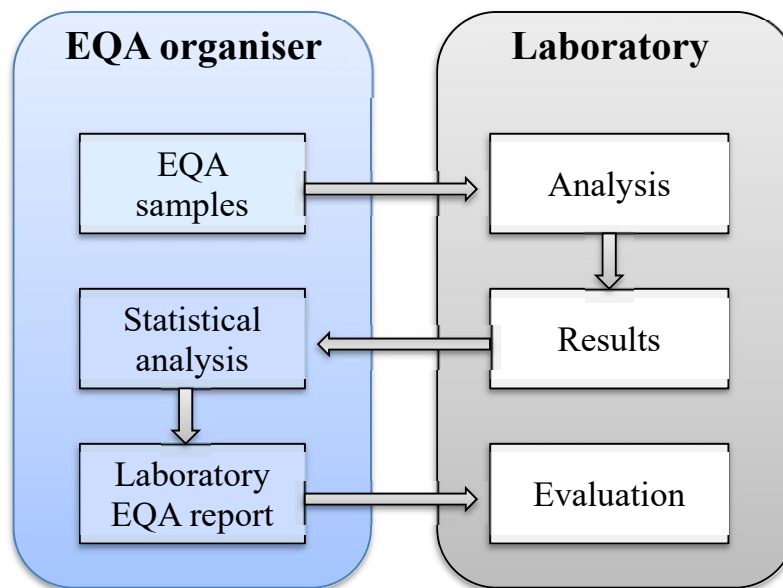 EQA organiser
Laboratory
EQA
samples
Analysis
Statistical
analysis
Results
Laboratory
EQA report
Evaluation